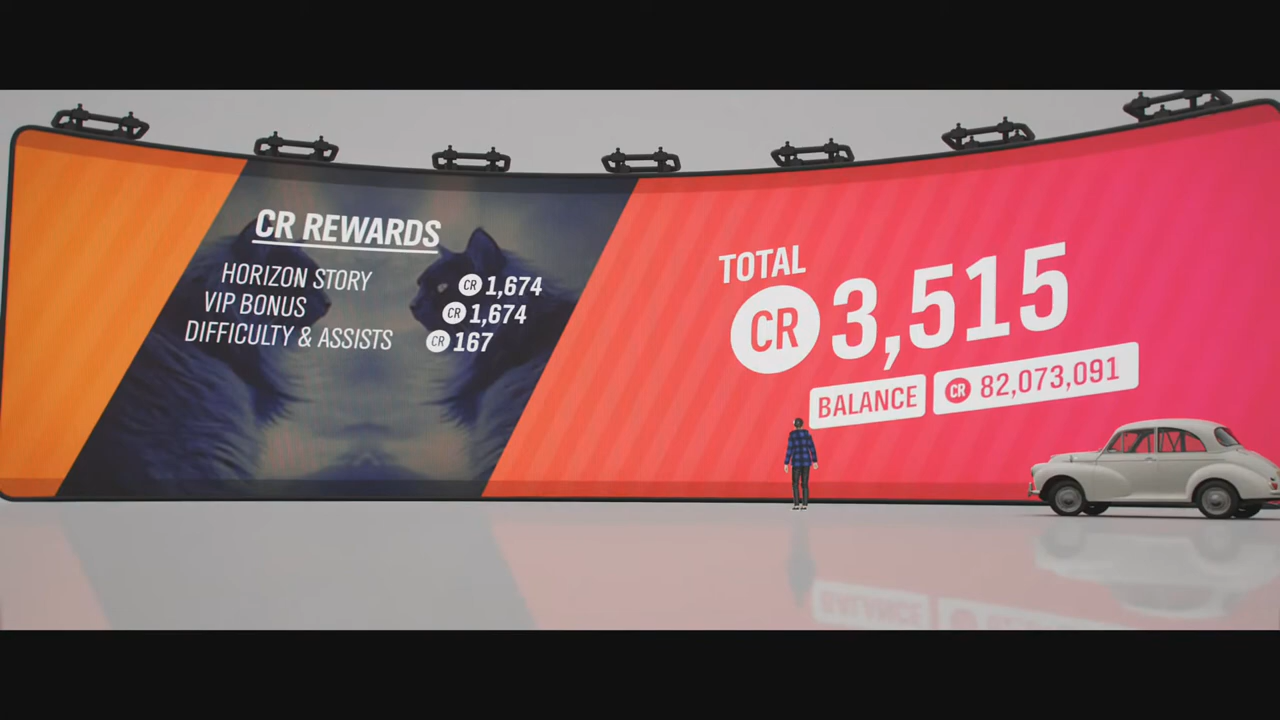 CR REWARDS
HORIZON STORY CR 1,674
VIP BONUS CR 1,674
DIFFICULTY & ASSISTS CR 167
TOTAL
CR 3,515
BALANCE CR 82,073,091